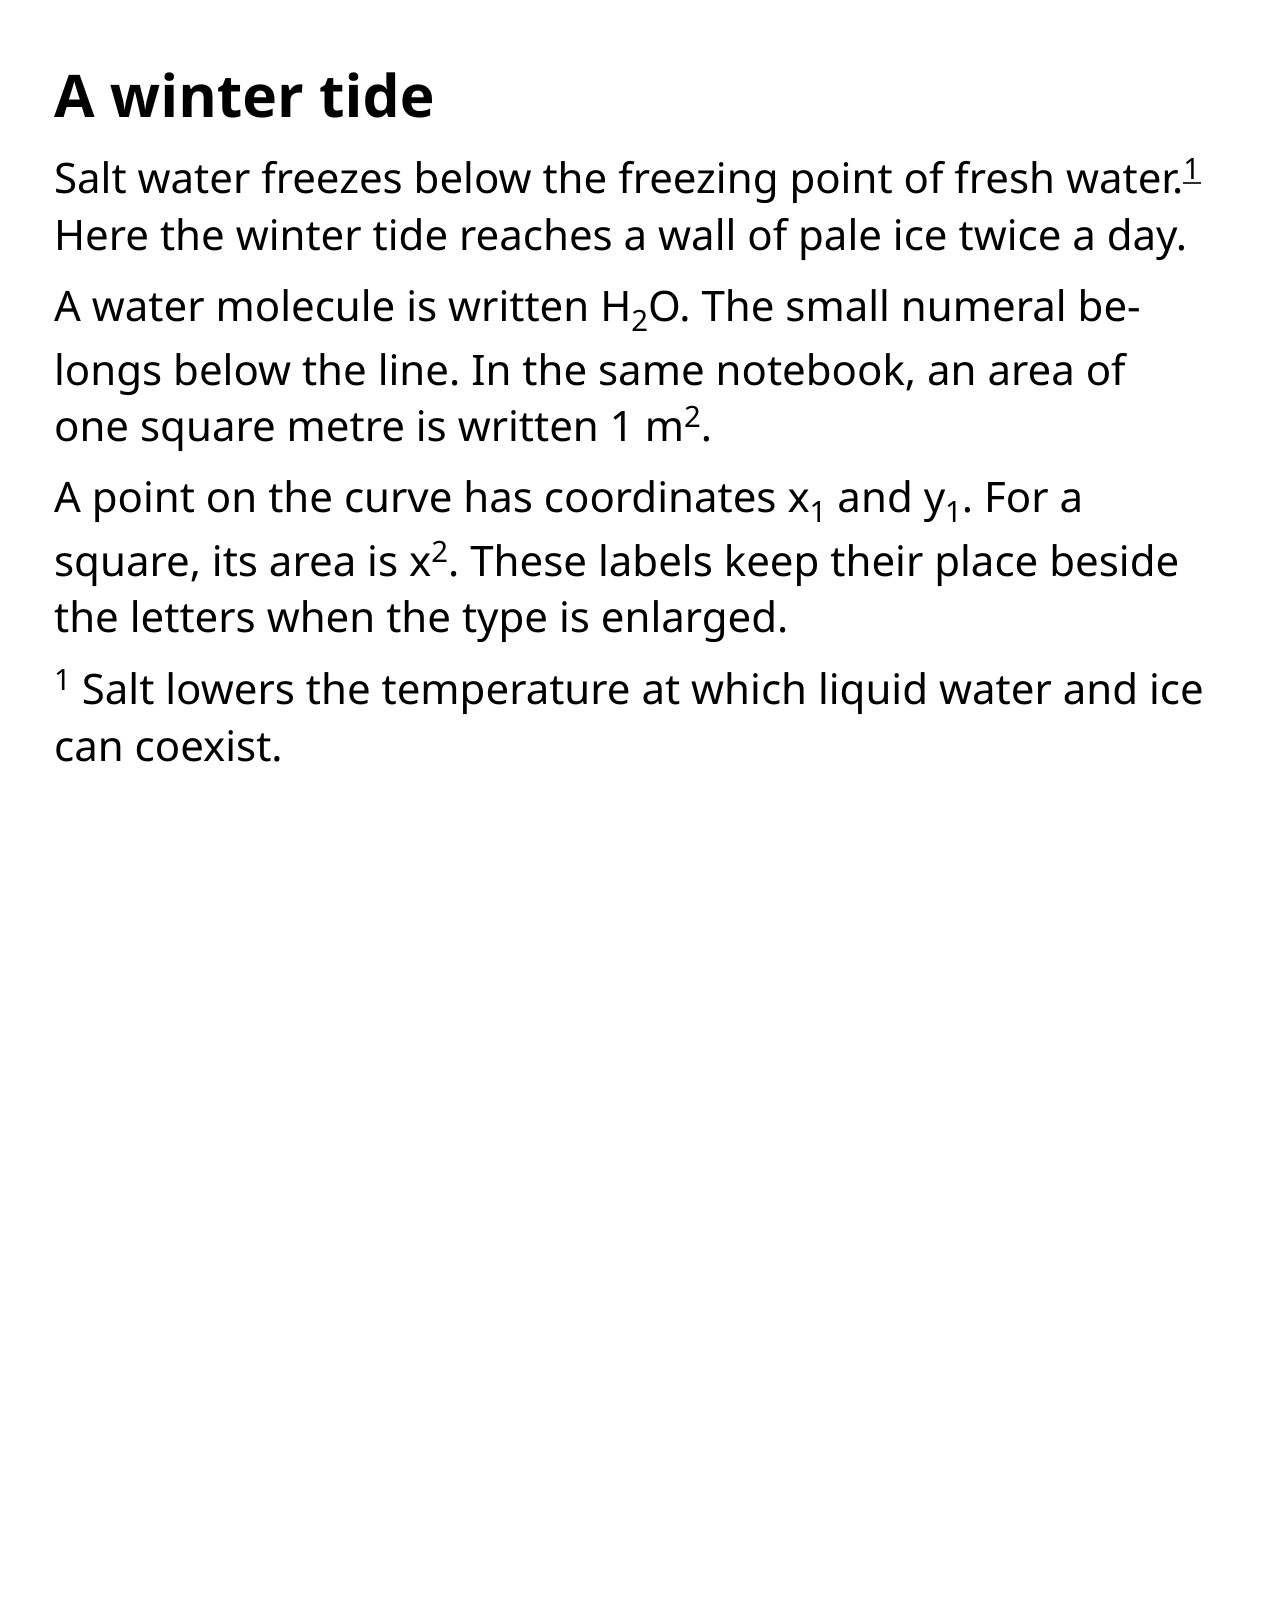 A winter tide
Salt water freezes below the freezing point of fresh water.¹
Here the winter tide reaches a wall of pale ice twice a day.
A water molecule is written H₂O. The small numeral be-
longs below the line. In the same notebook, an area of
one square metre is written 1 m².
A point on the curve has coordinates x₁ and y₁. For a
square, its area is x². These labels keep their place beside
the letters when the type is enlarged.
¹ Salt lowers the temperature at which liquid water and ice
can coexist.